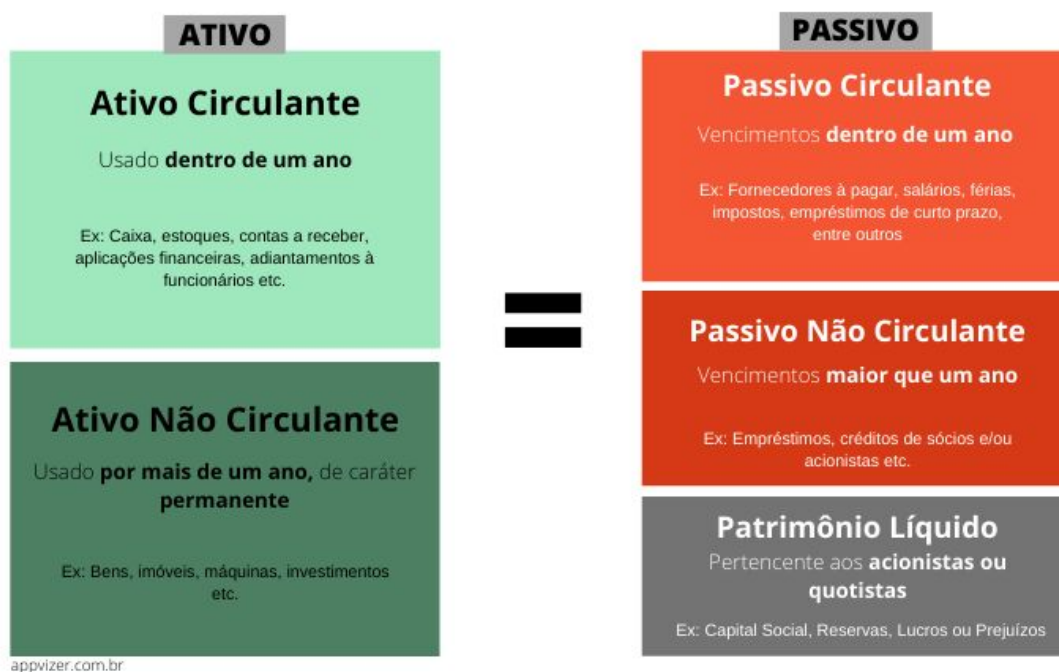 ATIVO
Ativo Circulante
Usado dentro de um ano
Ex: Caixa, estoques, contas a receber,
aplicações financeiras, adiantamentos à
funcionários etc.
Ativo Não Circulante
Usado por mais de um ano, de caráter
permanente
Ex: Bens, imóveis, máquinas, investimentos
etc.
appvizer.com.br
=
PASSIVO
Passivo Circulante
Vencimentos dentro de um ano
Ex: Fornecedores à pagar, salários, férias,
impostos, empréstimos de curto prazo,
entre outros
Passivo Não Circulante
Vencimentos maior que um ano
Ex: Empréstimos, créditos de sócios e/ou
acionistas etc.
Patrimônio Líquido
Pertencente aos acionistas ou
quotistas
Ex: Capital Social, Reservas, Lucros ou Prejuízos